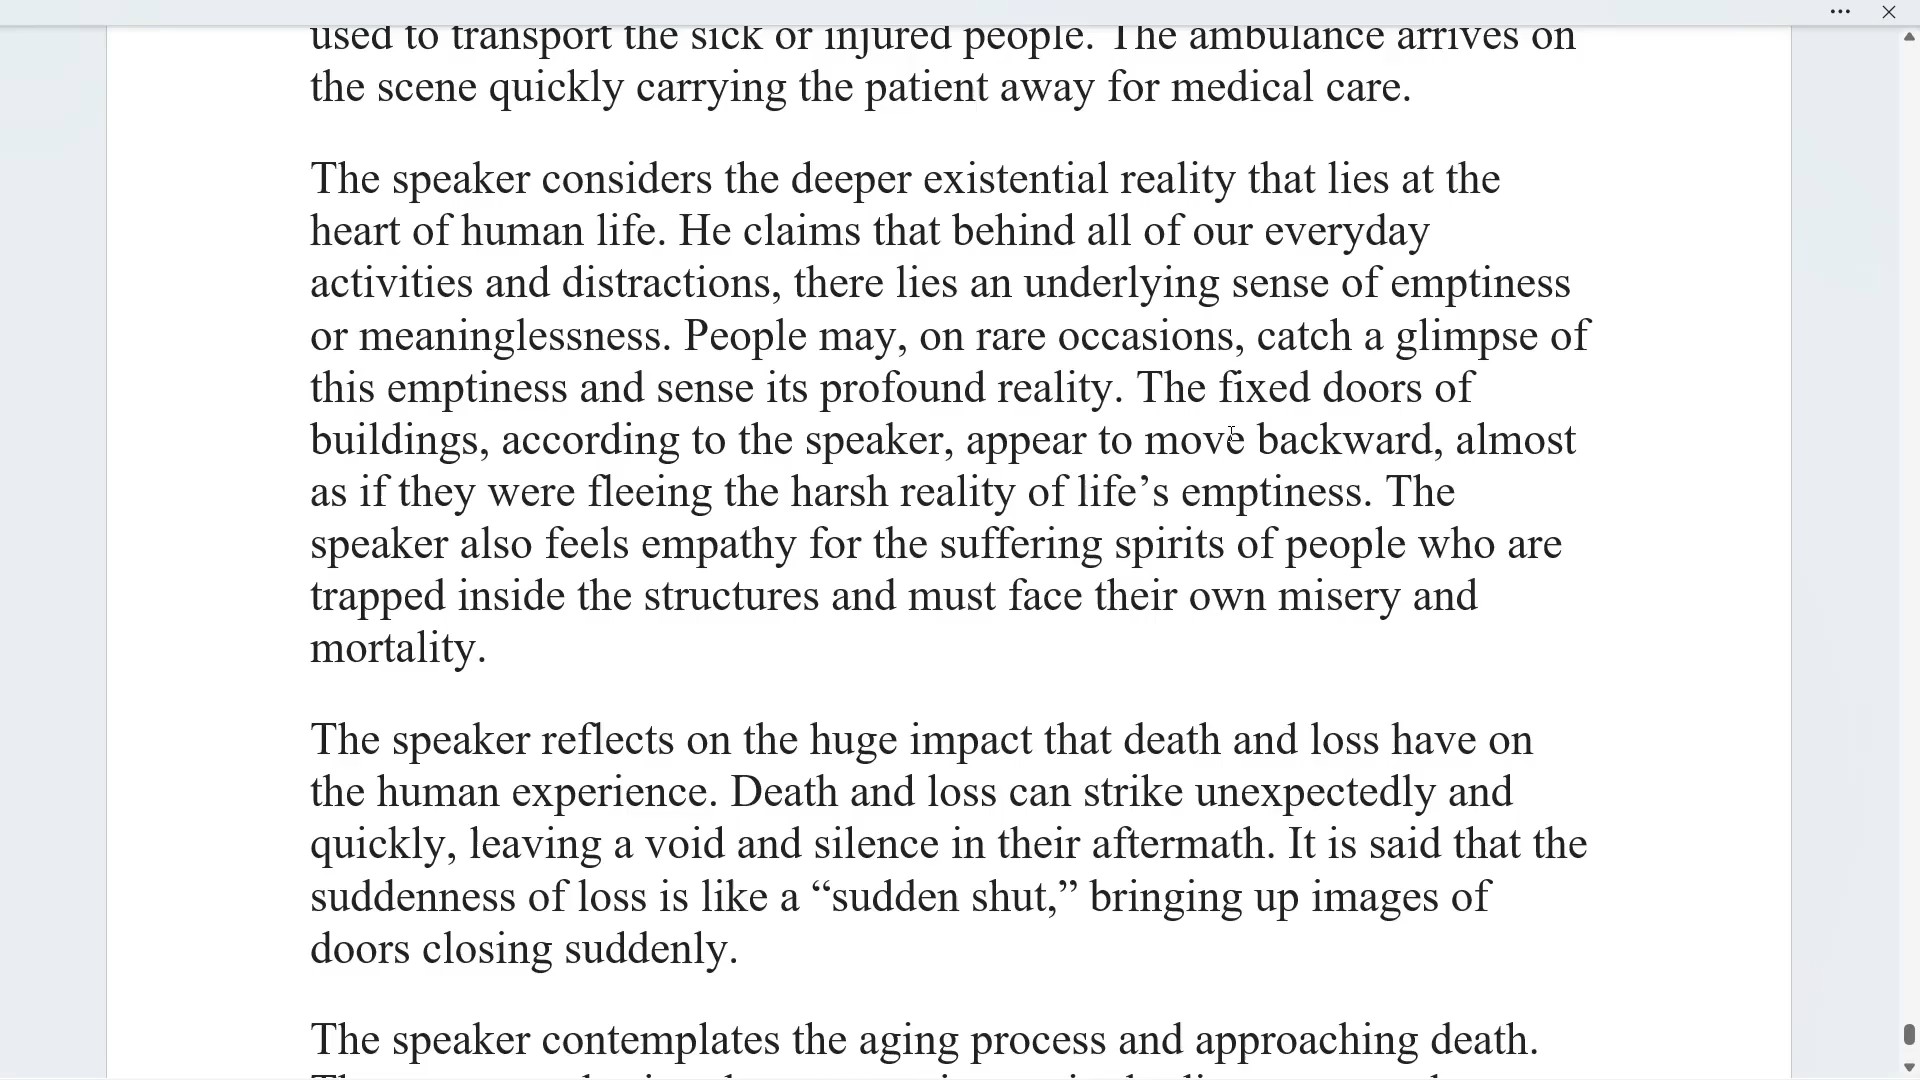 used to transport the sick or injured people. The ambulance arrives on
the scene quickly carrying the patient away for medical care.
The speaker considers the deeper existential reality that lies at the
heart of human life. He claims that behind all of our everyday
activities and distractions, there lies an underlying sense of emptiness
or meaninglessness. People may, on rare occasions, catch a glimpse of
this emptiness and sense its profound reality. The fixed doors of
buildings, according to the speaker, appear to move backward, almost
as if they were fleeing the harsh reality of life’s emptiness. The
speaker also feels empathy for the suffering spirits of people who are
trapped inside the structures and must face their own misery and
mortality.
The speaker reflects on the huge impact that death and loss have on
the human experience. Death and loss can strike unexpectedly and
quickly, leaving a void and silence in their aftermath. It is said that the
suddenness of loss is like a “sudden shut,” bringing up images of
doors closing suddenly.
The speaker contemplates the aging process and approaching death.